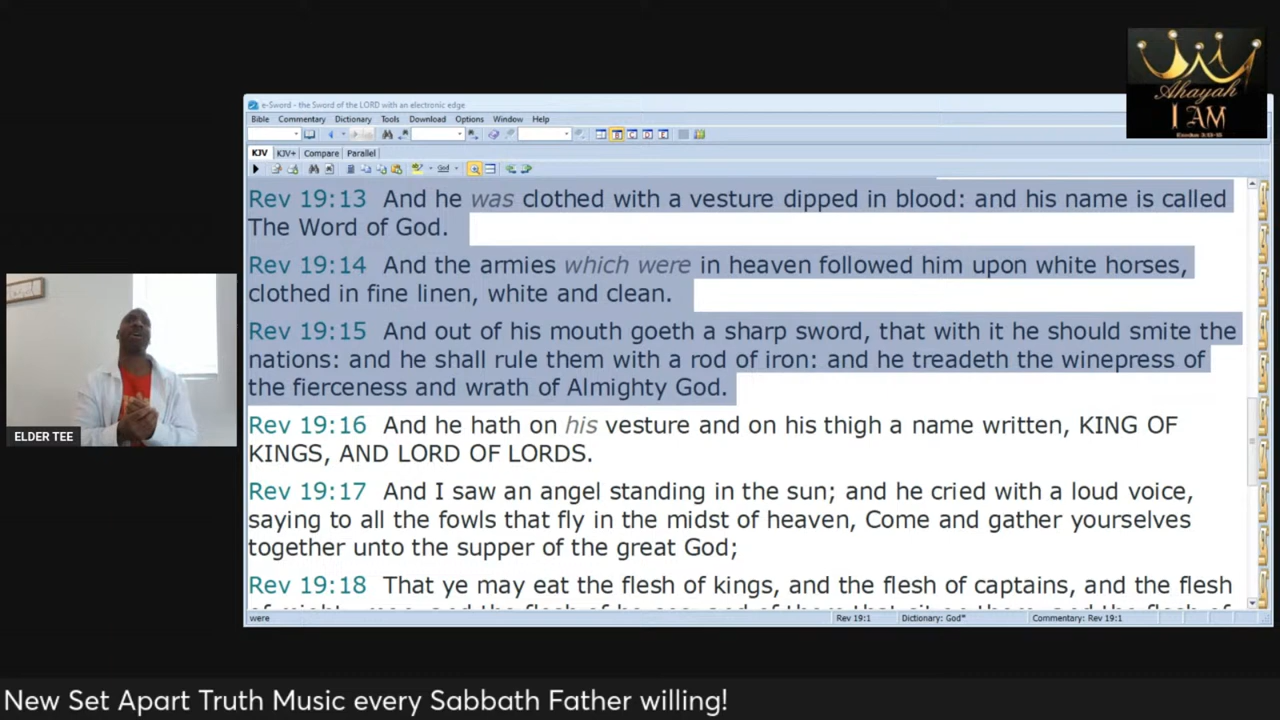 Ahayah
I AM
Exodus 3:13-15
e-Sword - the Sword of the LORD with an electronic edge
Bible Commentary Dictionary Tools Download Options Window Help
KJV KJV+ Compare Parallel
God
Rev 19:13 And he was clothed with a vesture dipped in blood: and his name is called
The Word of God.
Rev 19:14 And the armies which were in heaven followed him upon white horses,
clothed in fine linen, white and clean.
Rev 19:15 And out of his mouth goeth a sharp sword, that with it he should smite the
nations: and he shall rule them with a rod of iron: and he treadeth the winepress of
the fierceness and wrath of Almighty God.
Rev 19:16 And he hath on his vesture and on his thigh a name written, KING OF
KINGS, AND LORD OF LORDS.
Rev 19:17 And I saw an angel standing in the sun; and he cried with a loud voice,
saying to all the fowls that fly in the midst of heaven, Come and gather yourselves
together unto the supper of the great God;
Rev 19:18 That ye may eat the flesh of kings, and the flesh of captains, and the flesh
were Rev 19:1 Dictionary: God* Commentary: Rev 19:1
ELDER TEE
New Set Apart Truth Music every Sabbath Father willing!